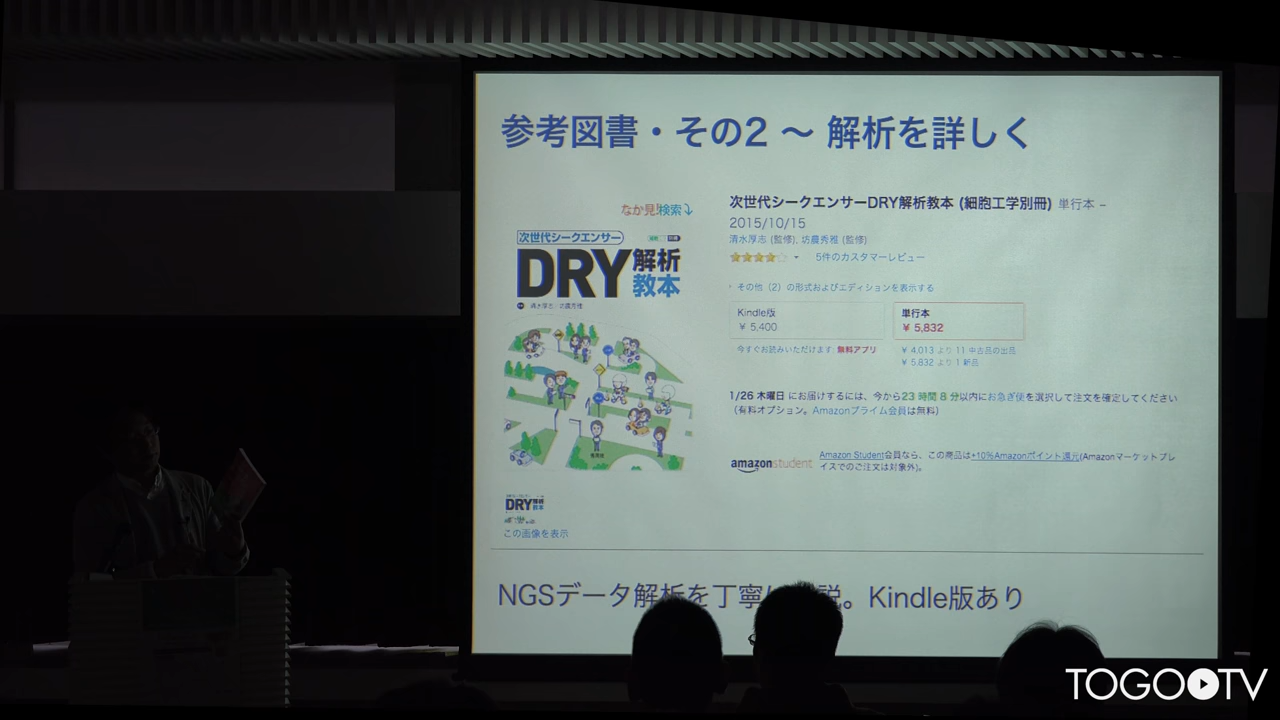 参考図書・その2 〜 解析を詳しく
なか見!検索
次世代シークエンサー
DRY解析教本
次世代シークエンサーDRY解析教本 (細胞工学別冊) 単行本 –
2015/10/15
清水厚志 (監修), 坊農秀雅 (監修)
5件のカスタマーレビュー
その他（2）の形式およびエディションを表示する
Kindle版
¥ 5,400
単行本
¥ 5,832
今すぐお読みいただけます: 無料アプリ
¥ 4,013 より 11 中古品の出品
¥ 5,832 より 1 新品
1/26 木曜日 にお届けするには、今から23 時間 8 分以内にお急ぎ便を選択して注文を確定してください
（有料オプション。Amazonプライム会員は無料）
amazonstudent
Amazon Student会員なら、この商品は+10%Amazonポイント還元(Amazonマーケットプレ
イスでのご注文は対象外)。
DRY解析教本
この画像を表示
NGSデータ解析を丁寧 説。Kindle版あり
TOGOTV